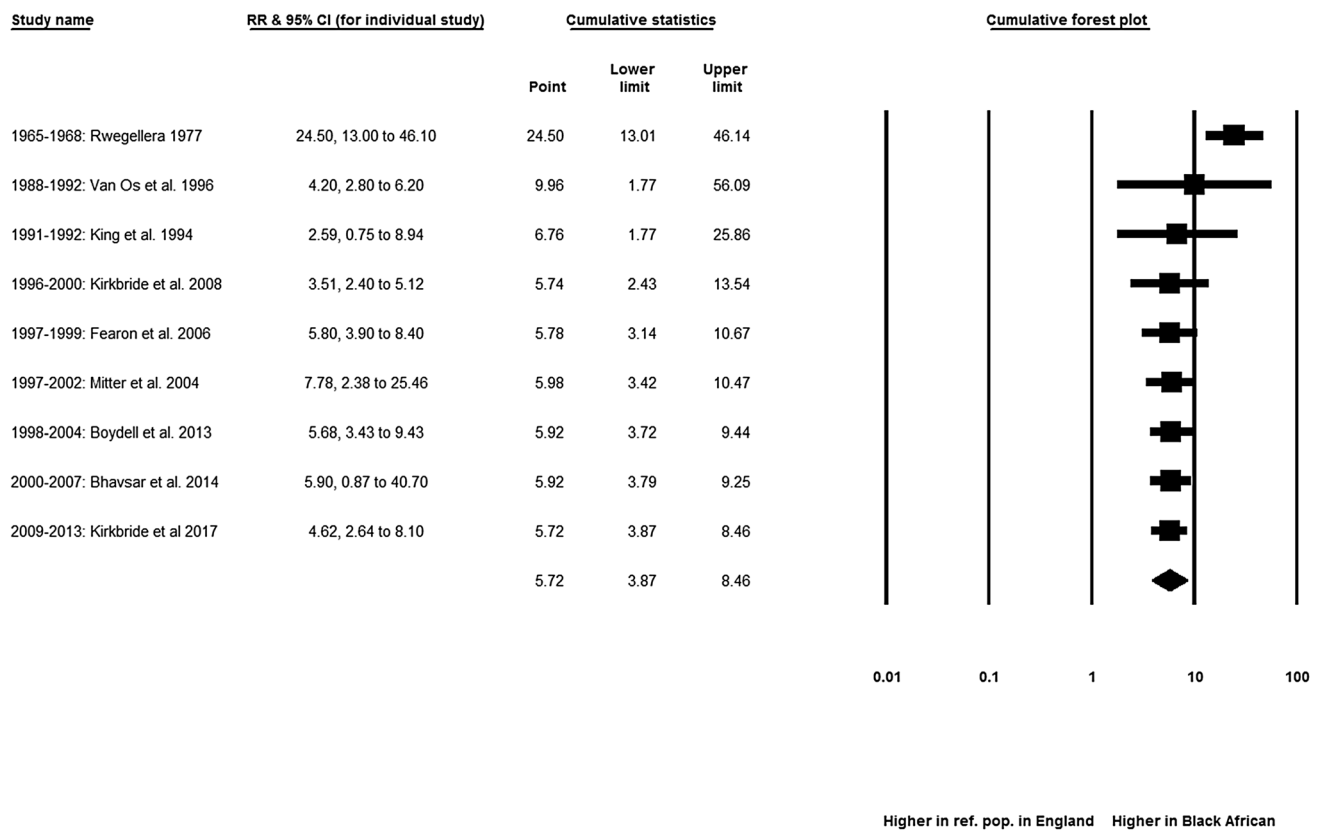 Study name RR & 95% CI (for individual study) Cumulative statistics Cumulative forest plot
Point Lower limit Upper limit
1965-1968: Rwegellera 1977 24.50, 13.00 to 46.10 24.50 13.01 46.14
1988-1992: Van Os et al. 1996 4.20, 2.80 to 6.20 9.96 1.77 56.09
1991-1992: King et al. 1994 2.59, 0.75 to 8.94 6.76 1.77 25.86
1996-2000: Kirkbride et al. 2008 3.51, 2.40 to 5.12 5.74 2.43 13.54
1997-1999: Fearon et al. 2006 5.80, 3.90 to 8.40 5.78 3.14 10.67
1997-2002: Mitter et al. 2004 7.78, 2.38 to 25.46 5.98 3.42 10.47
1998-2004: Boydell et al. 2013 5.68, 3.43 to 9.43 5.92 3.72 9.44
2000-2007: Bhavsar et al. 2014 5.90, 0.87 to 40.70 5.92 3.79 9.25
2009-2013: Kirkbride et al 2017 4.62, 2.64 to 8.10 5.72 3.87 8.46
5.72 3.87 8.46
0.01 0.1 1 10 100
Higher in ref. pop. in England Higher in Black African